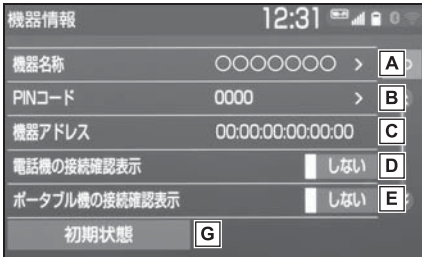 機器情報 12:31
機器名称 ○○○○○○○ > A
PINコード 0000 > B
機器アドレス 00:00:00:00:00:00 C
電話機の接続確認表示 しない D
ポータブル機の接続確認表示 しない E
初期状態 G